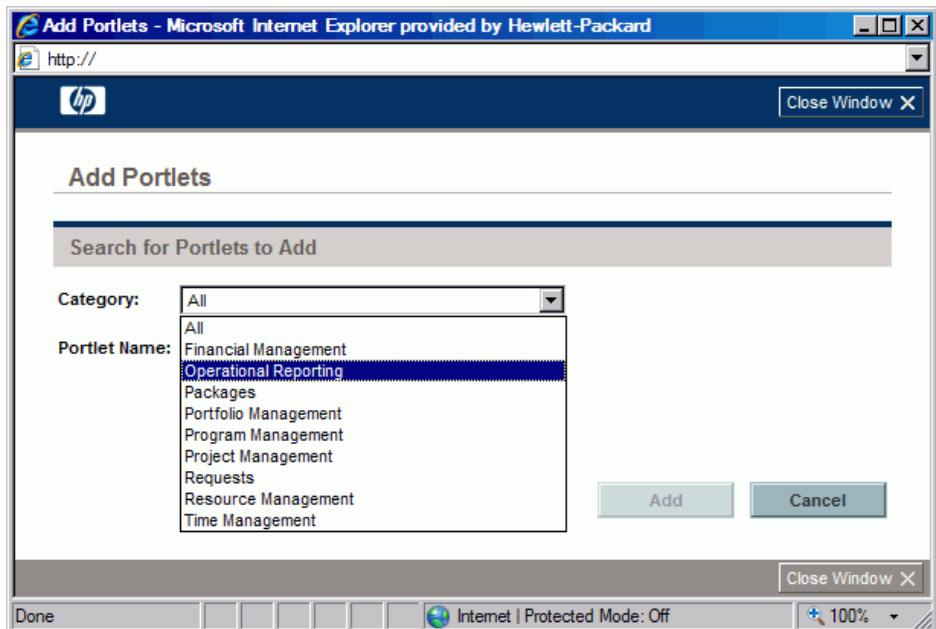 Add Portlets - Microsoft Internet Explorer provided by Hewlett-Packard
http://
hp
Close Window X
Add Portlets
Search for Portlets to Add
Category: All
All
Portlet Name: Financial Management
Operational Reporting
Packages
Portfolio Management
Program Management
Project Management
Requests
Resource Management
Time Management
Add Cancel
Close Window X
Done Internet | Protected Mode: Off 100%